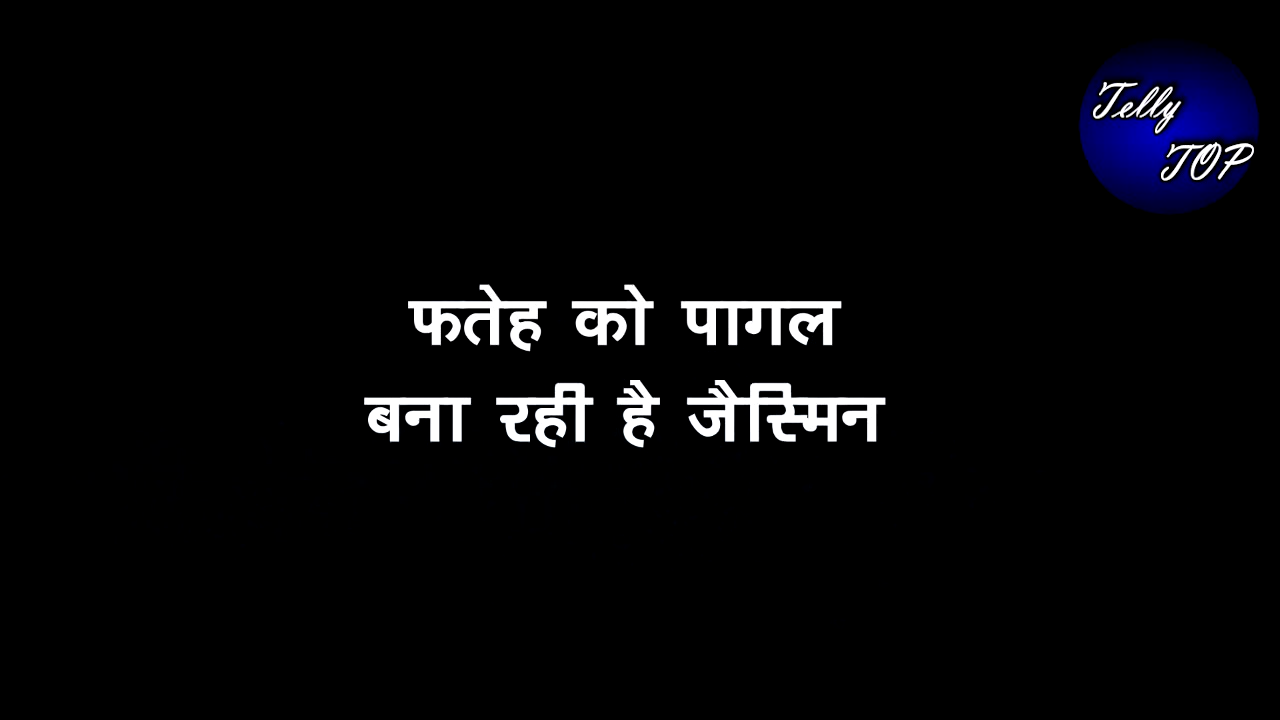 Telly
TOP
फतेह को पागल
बना रही है जैस्मिन